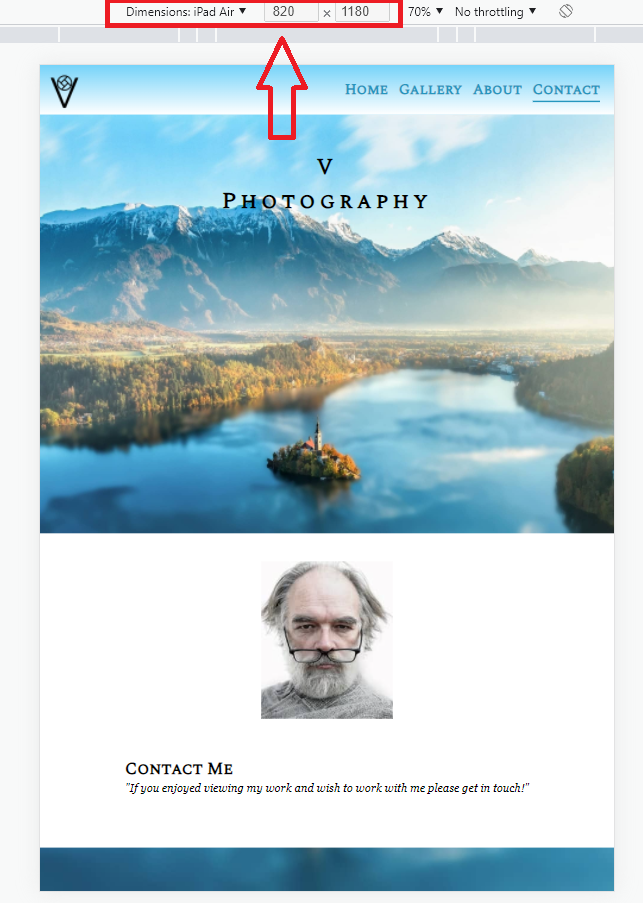 Dimensions: iPad Air ▼ 820 × 1180 70% ▼ No throttling ▼
Home Gallery About Contact
V
Photography
Contact Me
"If you enjoyed viewing my work and wish to work with me please get in touch!"